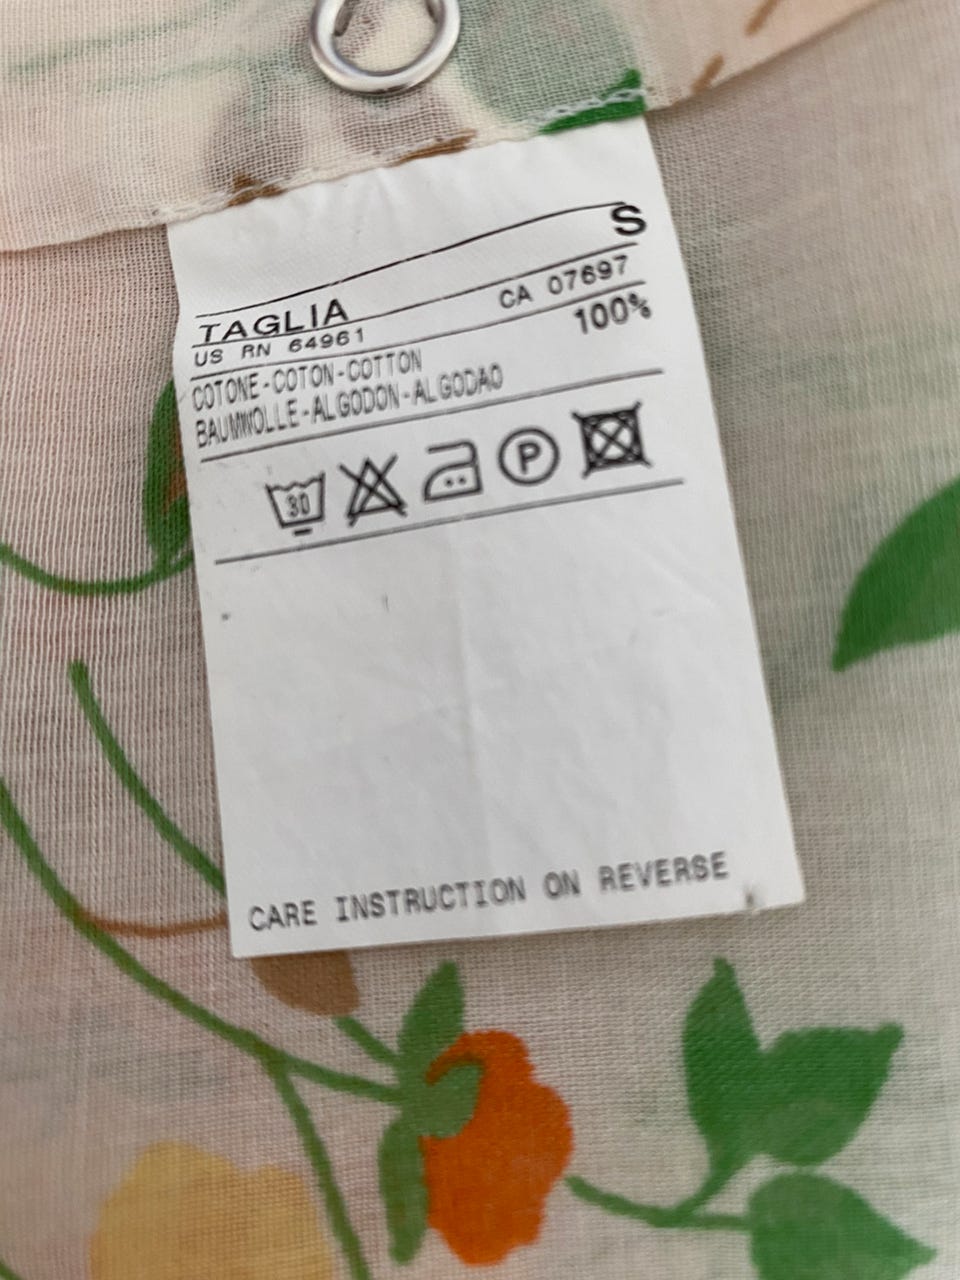 S
TAGLIA
US RN 64961 CA 07697
100%
COTONE-COTON-COTTON
BAUMWOLLE-ALGODON-ALGODAO
30 P
CARE INSTRUCTION ON REVERSE